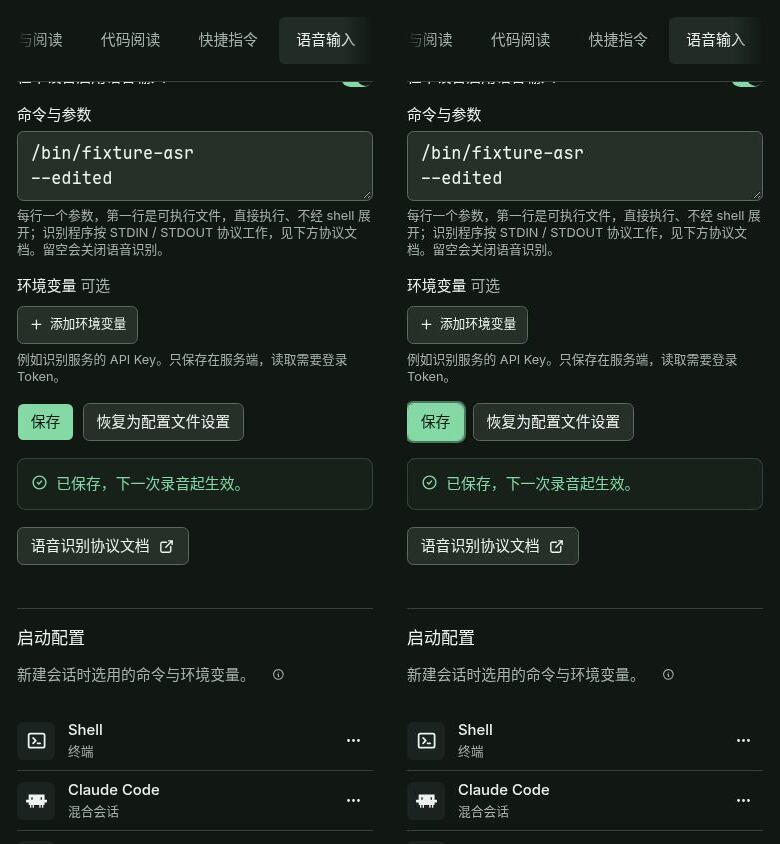 与阅读 代码阅读 快捷指令 语音输入
命令与参数
/bin/fixture-asr
--edited
每行一个参数，第一行是可执行文件，直接执行、不经 shell 展
开；识别程序按 STDIN / STDOUT 协议工作，见下方协议文
档。留空会关闭语音识别。
环境变量 可选
添加环境变量
例如识别服务的 API Key。只保存在服务端，读取需要登录
Token。
保存 恢复为配置文件设置
已保存，下一次录音起生效。
语音识别协议文档
启动配置
新建会话时选用的命令与环境变量。
Shell
终端
Claude Code
混合会话
与阅读 代码阅读 快捷指令 语音输入
命令与参数
/bin/fixture-asr
--edited
每行一个参数，第一行是可执行文件，直接执行、不经 shell 展
开；识别程序按 STDIN / STDOUT 协议工作，见下方协议文
档。留空会关闭语音识别。
环境变量 可选
添加环境变量
例如识别服务的 API Key。只保存在服务端，读取需要登录
Token。
保存 恢复为配置文件设置
已保存，下一次录音起生效。
语音识别协议文档
启动配置
新建会话时选用的命令与环境变量。
Shell
终端
Claude Code
混合会话